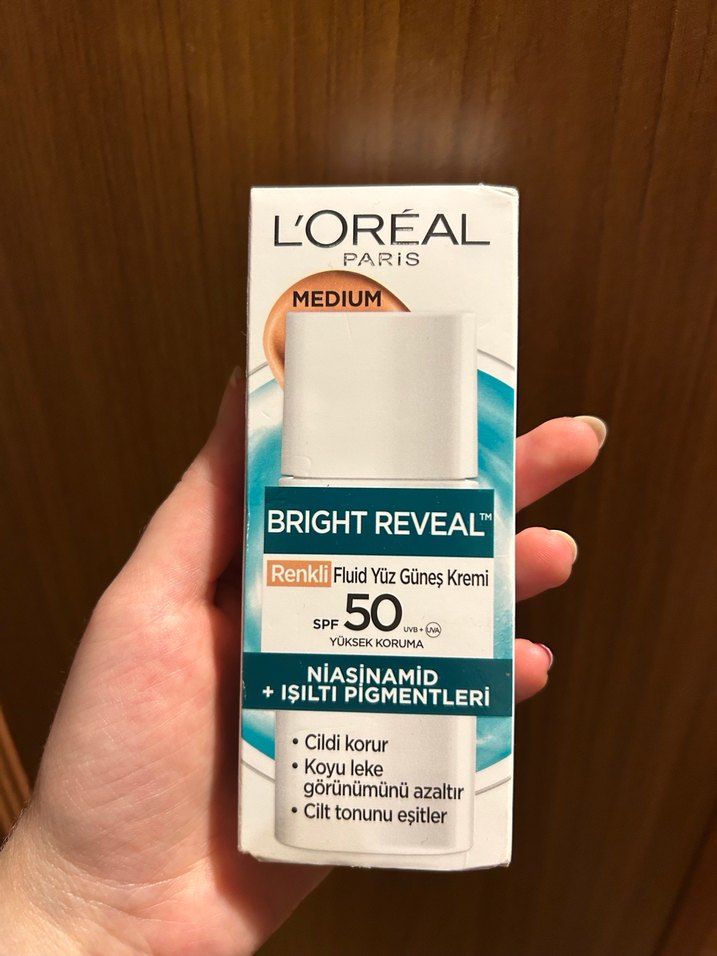 L'ORÉAL
PARiS
MEDIUM
BRIGHT REVEAL™
Renkli Fluid Yüz Güneş Kremi
SPF 50 UVB + UVA
YÜKSEK KORUMA
NİASİNAMİD
+ IŞILTI PİGMENTLERİ
• Cildi korur
• Koyu leke
görünümünü azaltır
• Cilt tonunu eşitler